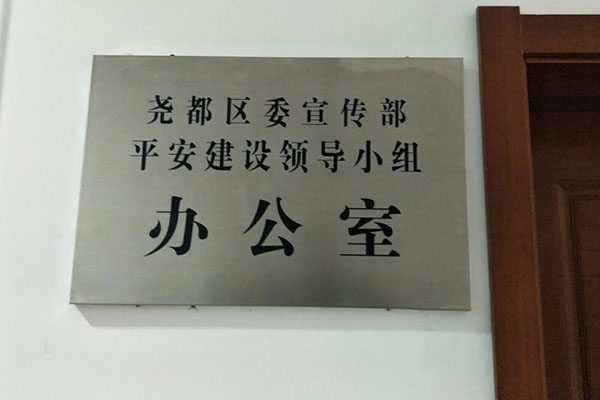 尧都区委宣传部
平安建设领导小组
办公室